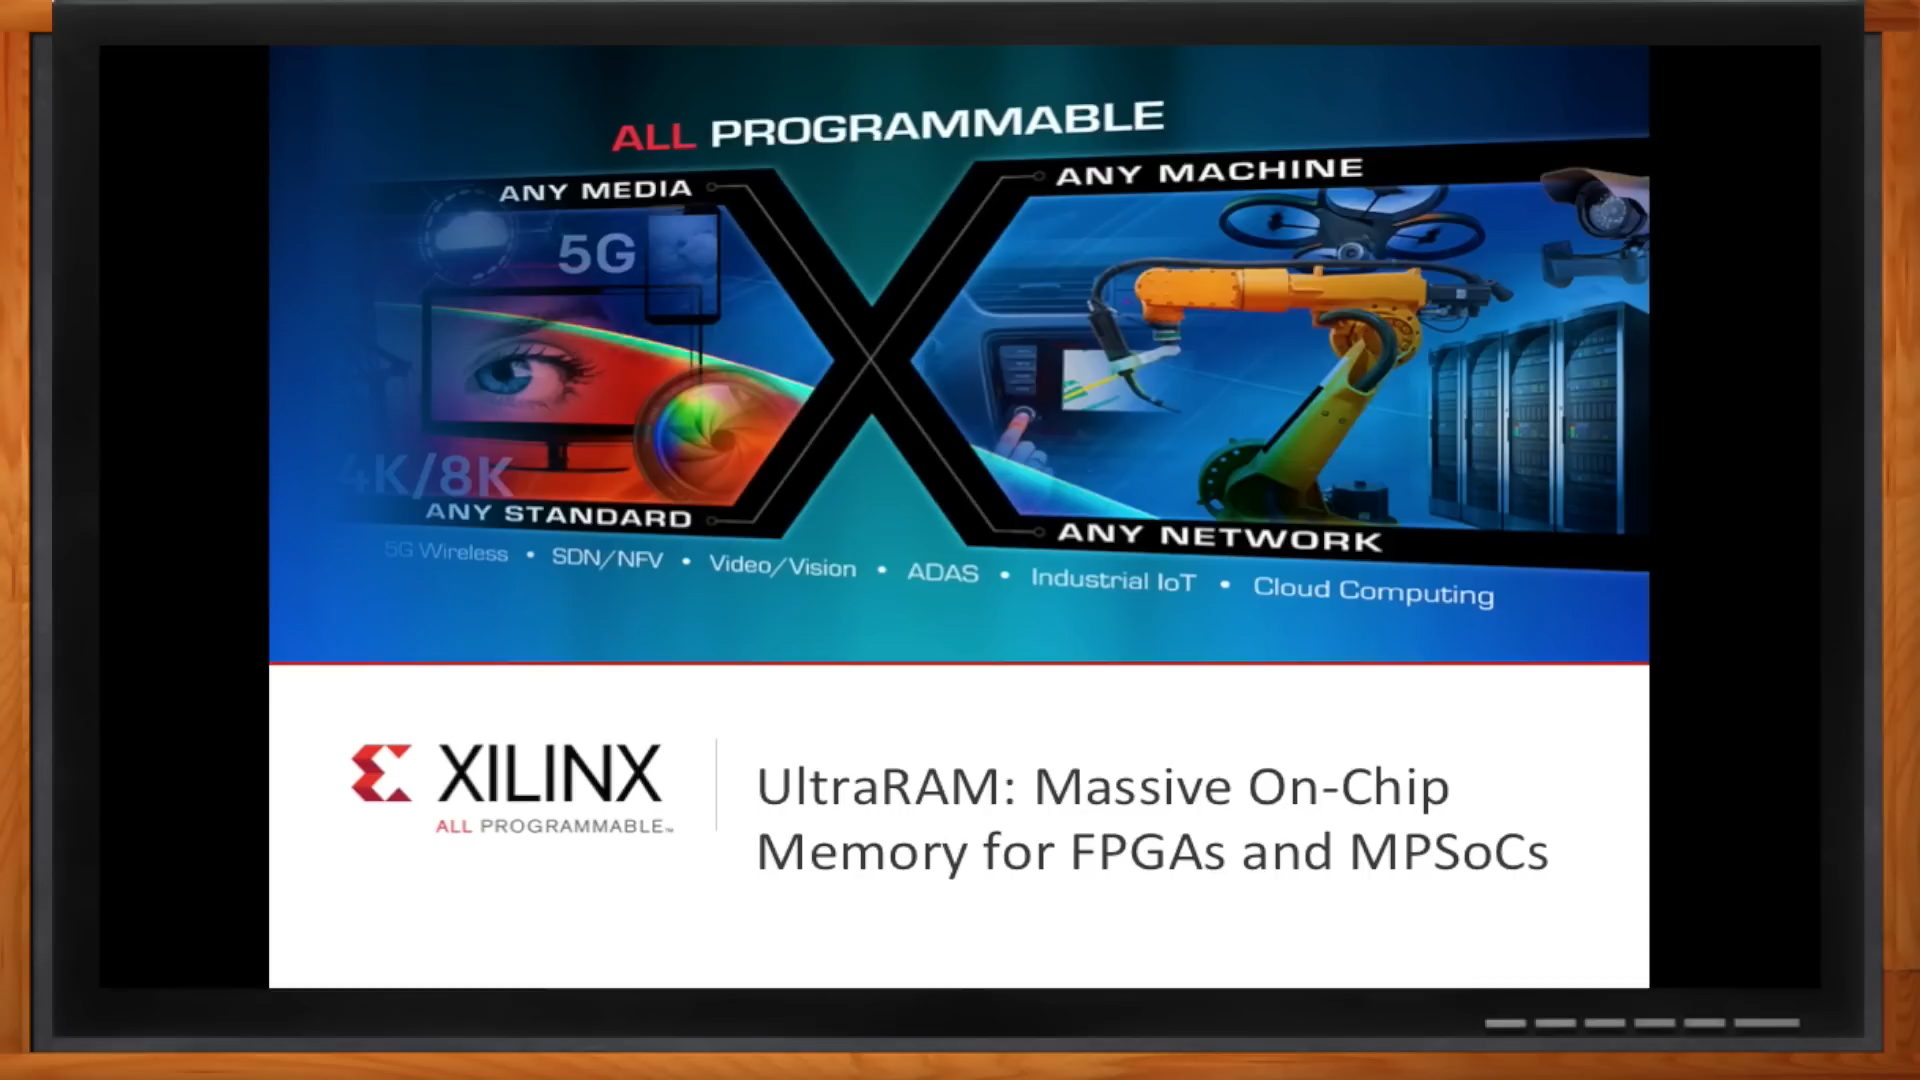 ALL PROGRAMMABLE
ANY MEDIA
ANY MACHINE
5G
4K/8K
ANY STANDARD
ANY NETWORK
5G Wireless • SDN/NFV • Video/Vision • ADAS • Industrial IoT • Cloud Computing
XILINX
ALL PROGRAMMABLE™
UltraRAM: Massive On-Chip
Memory for FPGAs and MPSoCs